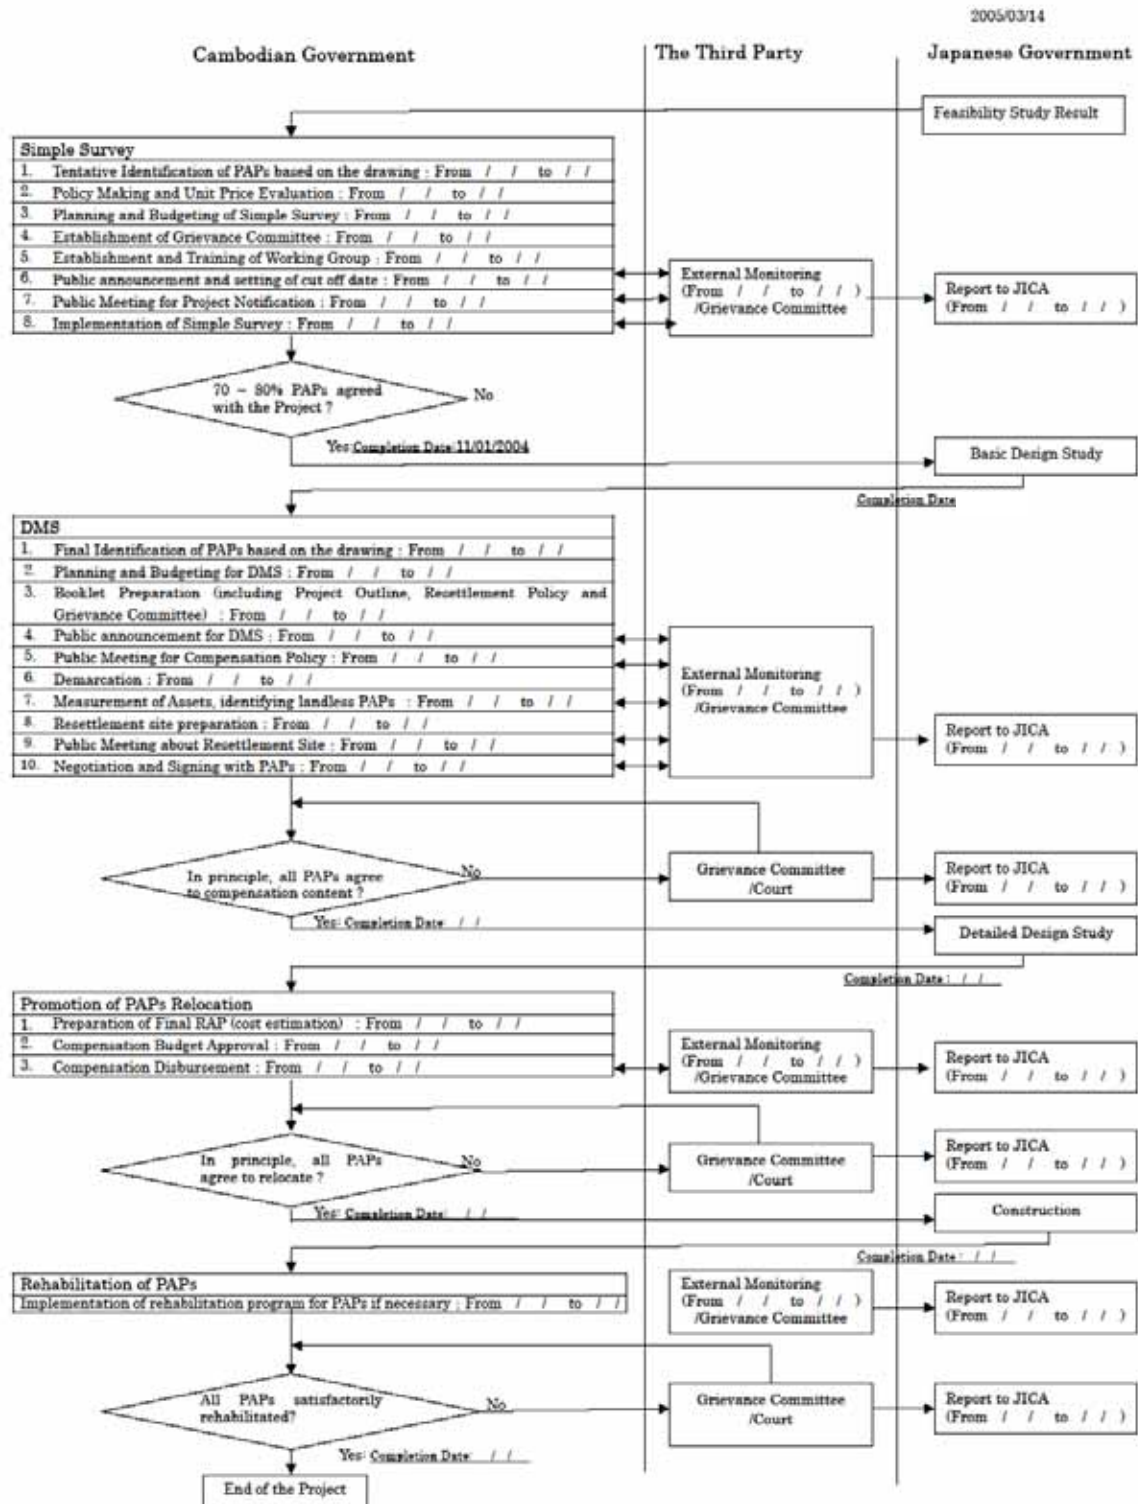 2005/03/14
Cambodian Government
The Third Party
Japanese Government
Feasibility Study Result
Simple Survey
1. Tentative Identification of PAPs based on the drawing : From / / to / /
2. Policy Making and Unit Price Evaluation : From / / to / /
3. Planning and Budgeting of Simple Survey : From / / to / /
4. Establishment of Grievance Committee : From / / to / /
5. Establishment and Training of Working Group : From / / to / /
6. Public announcement and setting of cut off date : From / / to / /
7. Public Meeting for Project Notification : From / / to / /
8. Implementation of Simple Survey : From / / to / /
External Monitoring
(From / / to / / )
/Grievance Committee
Report to JICA
(From / / to / / )
70 – 80% PAPs agreed
with the Project ?
No
Yes: Completion Date: 11/01/2004
Basic Design Study
Completion Date
DMS
1. Final Identification of PAPs based on the drawing : From / / to / /
2. Planning and Budgeting for DMS : From / / to / /
3. Booklet Preparation (including Project Outline, Resettlement Policy and
Grievance Committee) : From / / to / /
4. Public announcement for DMS : From / / to / /
5. Public Meeting for Compensation Policy : From / / to / /
6. Demarcation : From / / to / /
7. Measurement of Assets, identifying landless PAPs : From / / to / /
8. Resettlement site preparation : From / / to / /
9. Public Meeting about Resettlement Site : From / / to / /
10. Negotiation and Signing with PAPs : From / / to / /
External Monitoring
(From / / to / / )
/Grievance Committee
Report to JICA
(From / / to / / )
In principle, all PAPs agree
to compensation content ?
No
Grievance Committee
/Court
Report to JICA
(From / / to / / )
Yes: Completion Date / /
Detailed Design Study
Completion Date : / /
Promotion of PAPs Relocation
1. Preparation of Final RAP (cost estimation) : From / / to / /
2. Compensation Budget Approval : From / / to / /
3. Compensation Disbursement : From / / to / /
External Monitoring
(From / / to / / )
/Grievance Committee
Report to JICA
(From / / to / / )
In principle, all PAPs
agree to relocate ?
No
Grievance Committee
/Court
Report to JICA
(From / / to / / )
Yes: Completion Date: / /
Construction
Completion Date : / /
Rehabilitation of PAPs
Implementation of rehabilitation program for PAPs if necessary ; From / / to / /
External Monitoring
(From / / to / / )
/Grievance Committee
Report to JICA
(From / / to / / )
All PAPs satisfactorily
rehabilitated?
No
Grievance Committee
/Court
Report to JICA
(From / / to / / )
Yes: Completion Date: / /
End of the Project